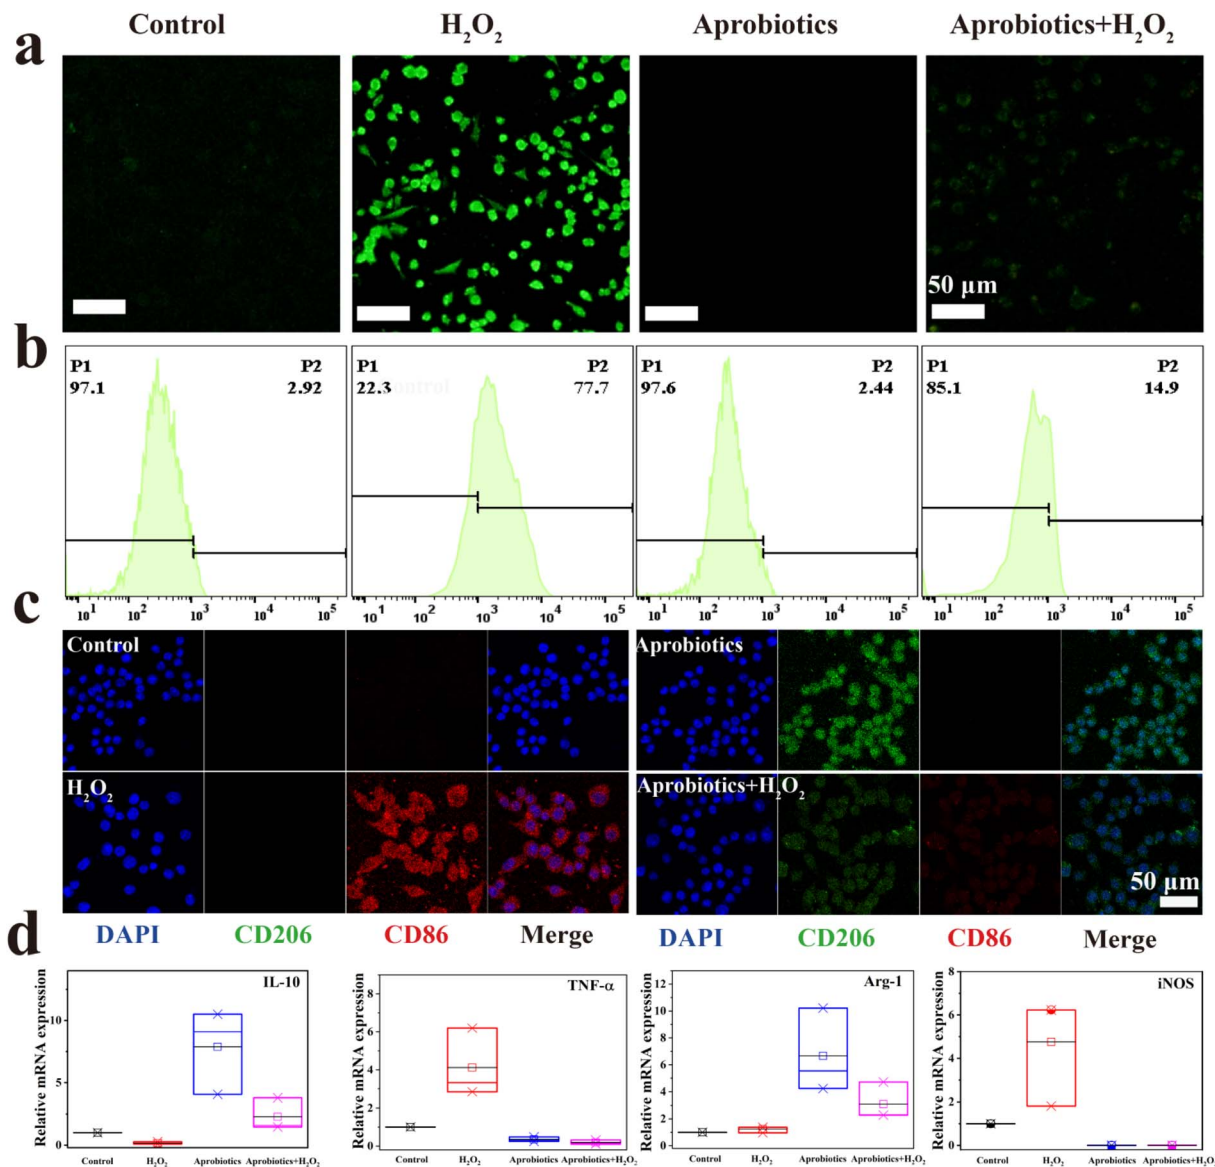 a
Control
H₂O₂
Aprobiotics
Aprobiotics+H₂O₂
50 μm
b
P1
P2
97.1
2.92
P1
P2
22.3
control
77.7
P1
P2
97.6
2.44
P1
P2
85.1
14.9
10¹ 10² 10³ 10⁴ 10⁵
10¹ 10² 10³ 10⁴ 10⁵
10¹ 10² 10³ 10⁴ 10⁵
10¹ 10² 10³ 10⁴ 10⁵
c
Control
Aprobiotics
H₂O₂
Aprobiotics+H₂O₂
50 μm
DAPI CD206 CD86 Merge
DAPI CD206 CD86 Merge
d
Relative mRNA expression
IL-10
10
5
0
Control H₂O₂ Aprobiotics Aprobiotics+H₂O₂
Relative mRNA expression
TNF-α
8
6
4
2
0
Control H₂O₂ Aprobiotics Aprobiotics+H₂O₂
Relative mRNA expression
Arg-1
12
10
8
6
4
2
0
Control H₂O₂ Aprobiotics Aprobiotics+H₂O₂
Relative mRNA expression
iNOS
8
6
4
2
0
Control H₂O₂ Aprobiotics Aprobiotics+H₂O₂